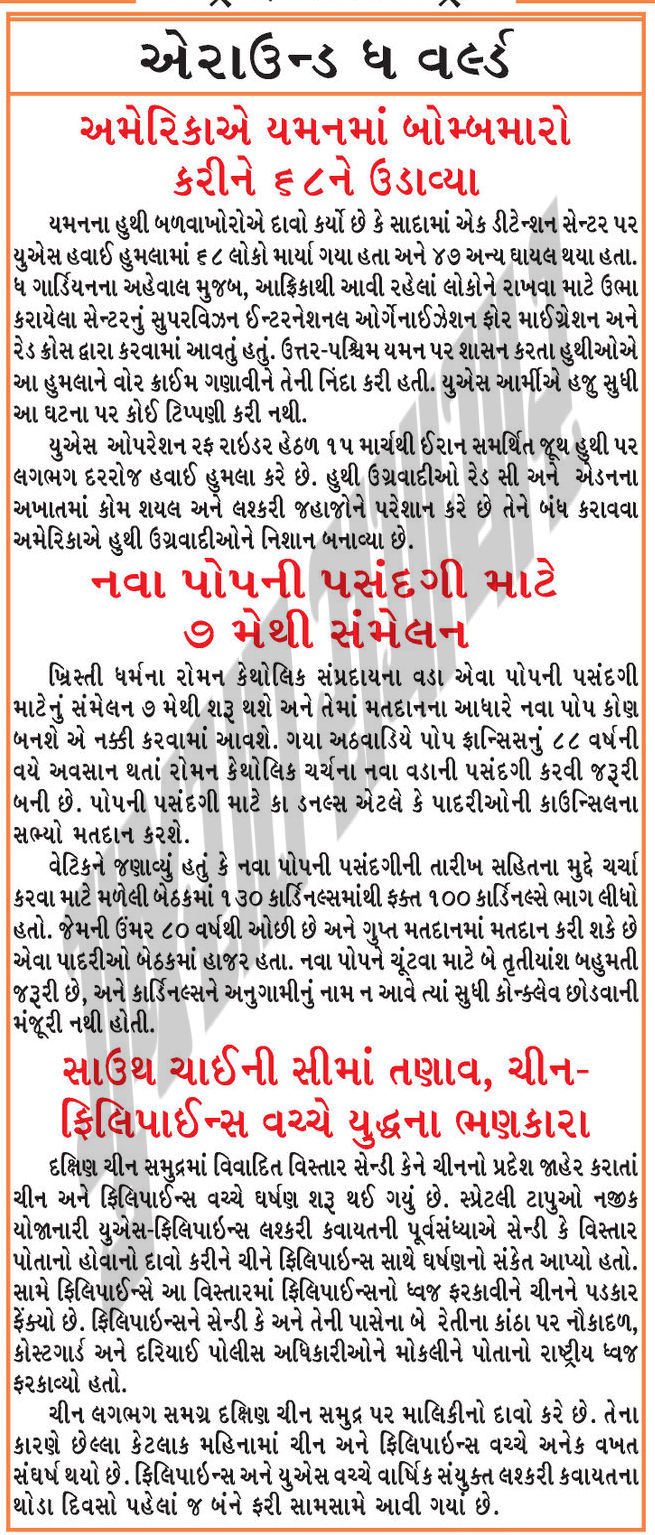 એરાઉન્ડ ધ વર્લ્ડ
અમેરિકાએ યમનમાં બોમ્બમારો
કરીને ૬૮ને ઉડાવ્યા
યમનના હુથી બળવાખોરોએ દાવો કર્યો છે કે સાદામાં એક ડીટેન્શન સેન્ટર પર
યુએસ હવાઈ હુમલામાં ૬૮ લોકો માર્યા ગયા હતા અને ૪૭ અન્ય ઘાયલ થયા હતા.
ધ ગાર્ડિયનના અહેવાલ મુજબ, આફ્રિકાથી આવી રહેલાં લોકોને રાખવા માટે ઉભા
કરાયેલા સેન્ટરનું સુપરવિઝન ઈન્ટરનેશનલ ઓર્ગેનાઈઝેશન ફોર માઈગ્રેશન અને
રેડ ક્રોસ દ્વારા કરવામાં આવતું હતું. ઉત્તર-પશ્ચિમ યમન પર શાસન કરતા હુથીઓએ
આ હુમલાને વોર ક્રાઈમ ગણાવીને તેની નિંદા કરી હતી. યુએસ આર્મીએ હજુ સુધી
આ ઘટના પર કોઈ ટિપ્પણી કરી નથી.
યુએસ ઓપરેશન રફ રાઇડર હેઠળ ૧૫ માર્ચથી ઈરાન સમર્થિત જૂથ હુથી પર
લગભગ દરરોજ હવાઈ હુમલા કરે છે. હુથી ઉગ્રવાદીઓ રેડ સી અને એડનના
અખાતમાં કોમ શયલ અને લશ્કરી જહાજોને પરેશાન કરે છે તેને બંધ કરાવવા
અમેરિકાએ હુથી ઉગ્રવાદીઓને નિશાન બનાવ્યા છે.
નવા પોપની પસંદગી માટે
૭ મેથી સંમેલન
ખ્રિસ્તી ધર્મના રોમન કેથોલિક સંપ્રદાયના વડા એવા પોપની પસંદગી
માટેનું સંમેલન ૭ મેથી શરૂ થશે અને તેમાં મતદાનના આધારે નવા પોપ કોણ
બનશે એ નક્કી કરવામાં આવશે. ગયા અઠવાડિયે પોપ ફ્રાન્સિસનું ૮૮ વર્ષની
વયે અવસાન થતાં રોમન કેથોલિક ચર્ચના નવા વડાની પસંદગી કરવી જરૂરી
બની છે. પોપની પસંદગી માટે કા ડનલ્સ એટલે કે પાદરીઓની કાઉન્સિલના
સભ્યો મતદાન કરશે.
વેટિકને જણાવ્યું હતું કે નવા પોપની પસંદગીની તારીખ સહિતના મુદ્દે ચર્ચા
કરવા માટે મળેલી બેઠકમાં ૧૩૦ કાર્ડિનલ્સમાંથી ફક્ત ૧૦૦ કાર્ડિનલ્સે ભાગ લીધો
હતો. જેમની ઉંમર ૮૦ વર્ષથી ઓછી છે અને ગુપ્ત મતદાનમાં મતદાન કરી શકે છે
એવા પાદરીઓ બેઠકમાં હાજર હતા. નવા પોપને ચૂંટવા માટે બે તૃતીયાંશ બહુમતી
જરૂરી છે, અને કાર્ડિનલ્સને અનુગામીનું નામ ન આવે ત્યાં સુધી કોન્ક્લેવ છોડવાની
મંજૂરી નથી હોતી.
સાઉથ ચાઈની સીમાં તણાવ, ચીન-
ફિલિપાઈન્સ વચ્ચે યુદ્ધના ભણકારા
દક્ષિણ ચીન સમુદ્રમાં વિવાદિત વિસ્તાર સેન્ડી કેને ચીનનો પ્રદેશ જાહેર કરાતાં
ચીન અને ફિલિપાઈન્સ વચ્ચે ઘર્ષણ શરૂ થઈ ગયું છે. સ્પ્રેટલી ટાપુઓ નજીક
યોજાનારી યુએસ-ફિલિપાઇન્સ લશ્કરી કવાયતની પૂર્વસંધ્યાએ સેન્ડી કે વિસ્તાર
પોતાનો હોવાનો દાવો કરીને ચીને ફિલિપાઇન્સ સાથે ઘર્ષણનો સંકેત આપ્યો હતો.
સામે ફિલિપાઈન્સે આ વિસ્તારમાં ફિલિપાઈન્સનો ધ્વજ ફરકાવીને ચીનને પડકાર
ફેંક્યો છે. ફિલિપાઇન્સને સેન્ડી કે અને તેની પાસેના બે રેતીના કાંઠા પર નૌકાદળ,
કોસ્ટગાર્ડ અને દરિયાઈ પોલીસ અધિકારીઓને મોકલીને પોતાનો રાષ્ટ્રીય ધ્વજ
ફરકાવ્યો હતો.
ચીન લગભગ સમગ્ર દક્ષિણ ચીન સમુદ્ર પર માલિકીનો દાવો કરે છે. તેના
કારણે છેલ્લા કેટલાક મહિનામાં ચીન અને ફિલિપાઈન્સ વચ્ચે અનેક વખત
સંઘર્ષ થયો છે. ફિલિપાઈન્સ અને યુએસ વચ્ચે વાર્ષિક સંયુક્ત લશ્કરી કવાયતના
થોડા દિવસો પહેલાં જ બંને ફરી સામસામે આવી ગયાં છે.